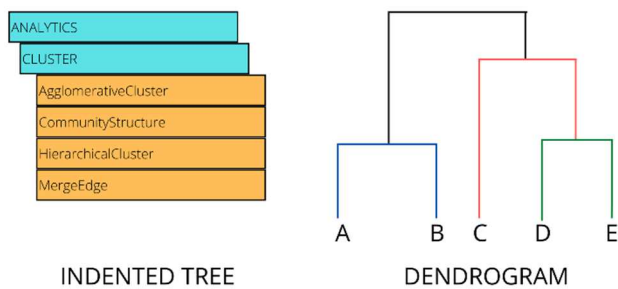 ANALYTICS
CLUSTER
AgglomerativeCluster
CommunityStructure
HierarchicalCluster
MergeEdge
A B C D E
INDENTED TREE
DENDROGRAM